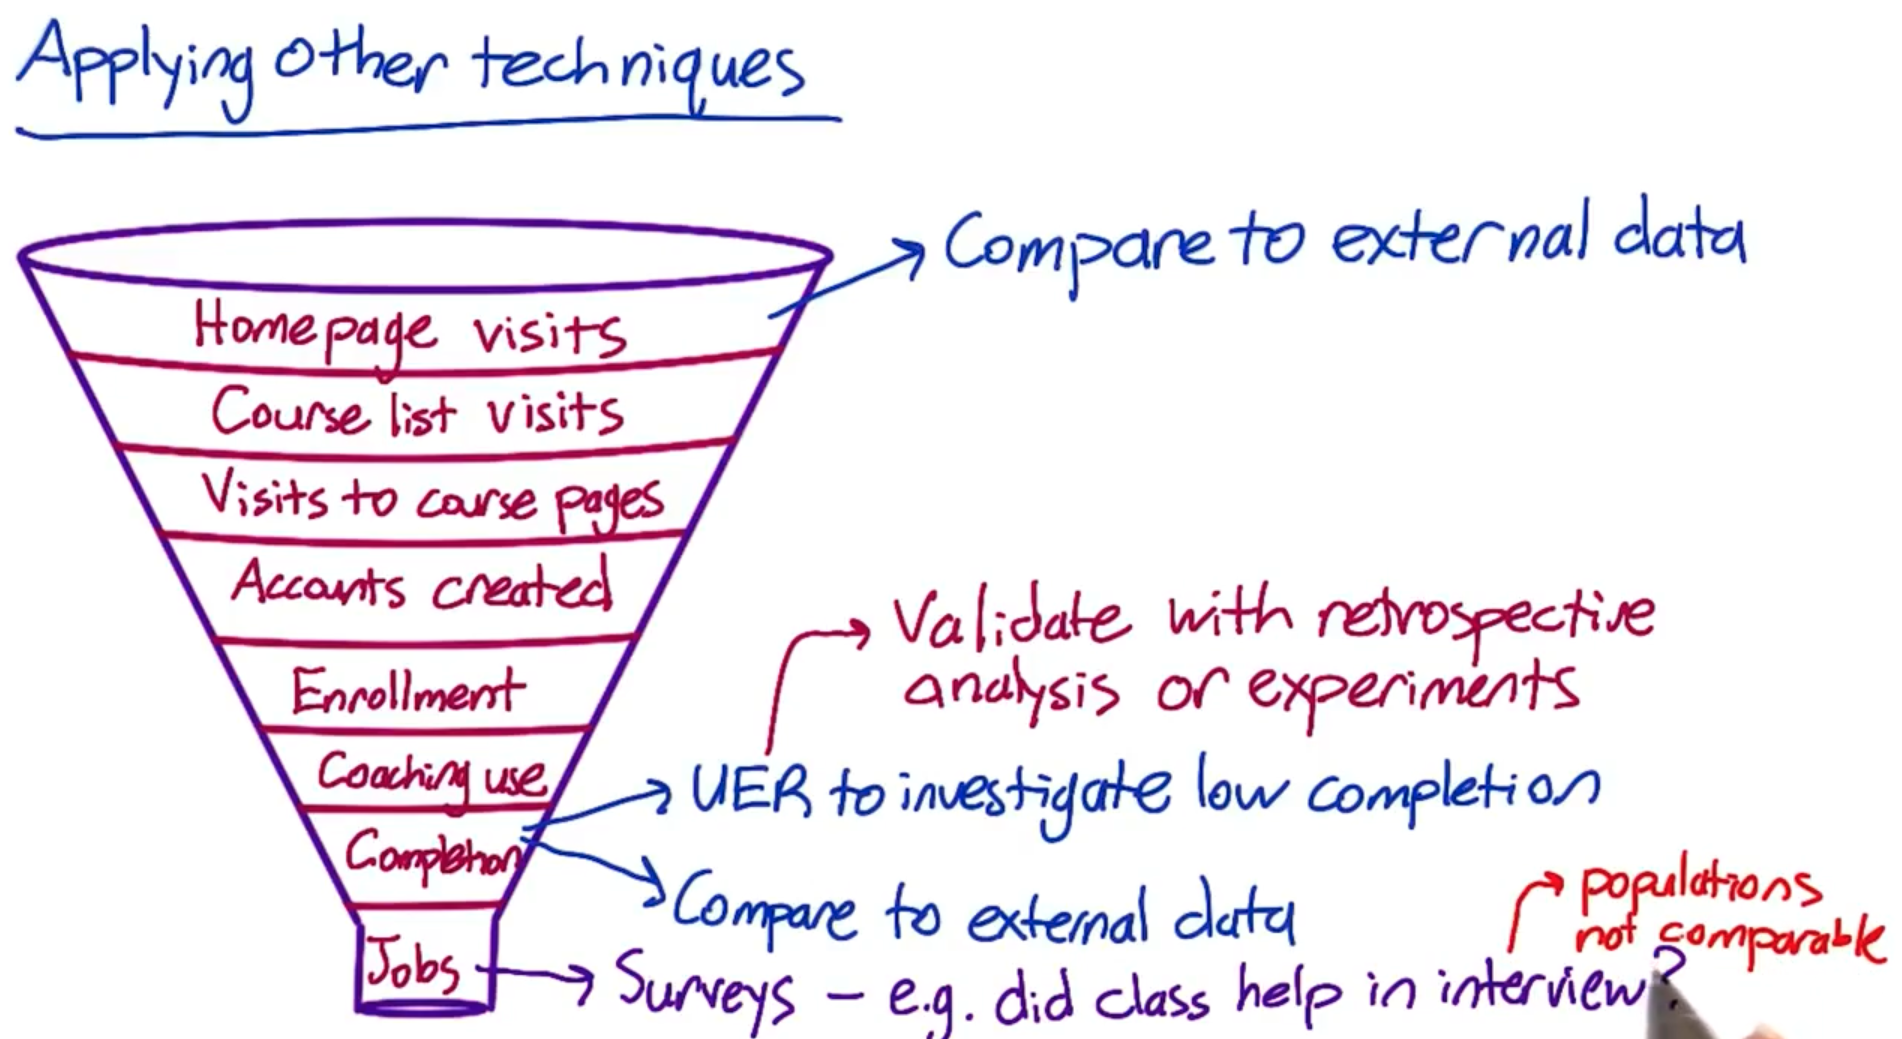 Applying other techniques
Compare to external data
Homepage visits
Course list visits
Visits to course pages
Accounts created
Enrollment
Coaching use
Completion
Jobs
Validate with retrospective
analysis or experiments
UER to investigate low completion
Compare to external data
populations
not comparable
Surveys – e.g. did class help in interview?